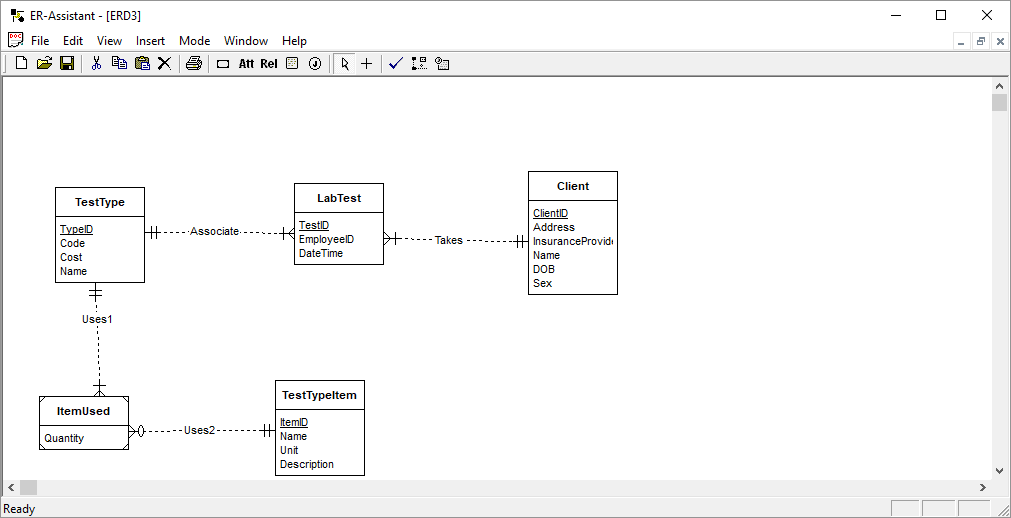 ER-Assistant - [ERD3]
DOC File Edit View Insert Mode Window Help
Att Rel J
TestType
TypeID
Code
Cost
Name
Associate
LabTest
TestID
EmployeeID
DateTime
Takes
Client
ClientID
Address
InsuranceProvide
Name
DOB
Sex
Uses1
ItemUsed
Quantity
Uses2
TestTypeItem
ItemID
Name
Unit
Description
Ready